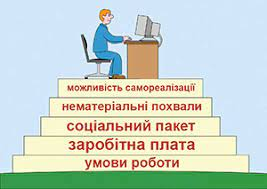 можливість самореалізації
нематеріальні похвали
соціальний пакет
заробітна плата
умови роботи